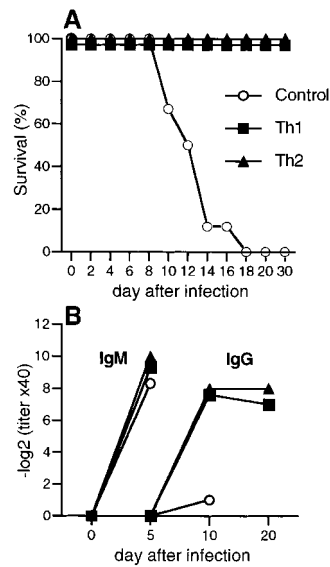 A
100
80
60
40
20
0
Survival (%)
Control
Th1
Th2
0 2 4 6 8 10 12 14 16 18 20 30
day after infection
B
12
10
8
6
4
2
0
-log2 (titer x40)
IgM
IgG
0 5 10 20
day after infection